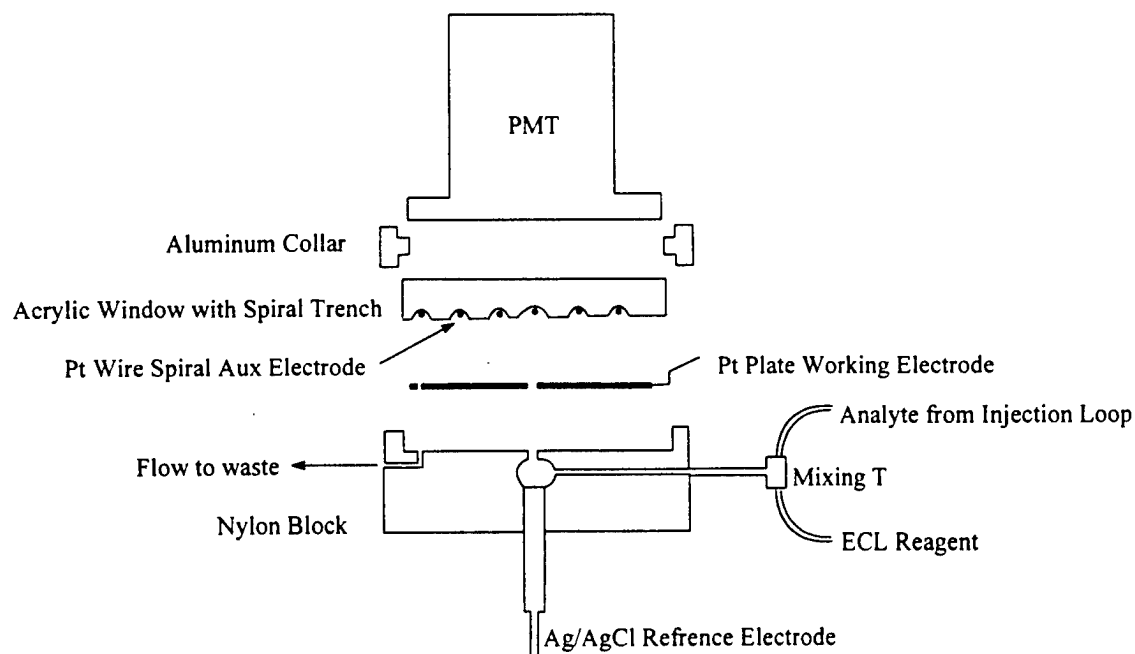 PMT
Aluminum Collar
Acrylic Window with Spiral Trench
Pt Wire Spiral Aux Electrode
Pt Plate Working Electrode
Analyte from Injection Loop
Flow to waste
Mixing T
Nylon Block
ECL Reagent
Ag/AgCl Refrence Electrode